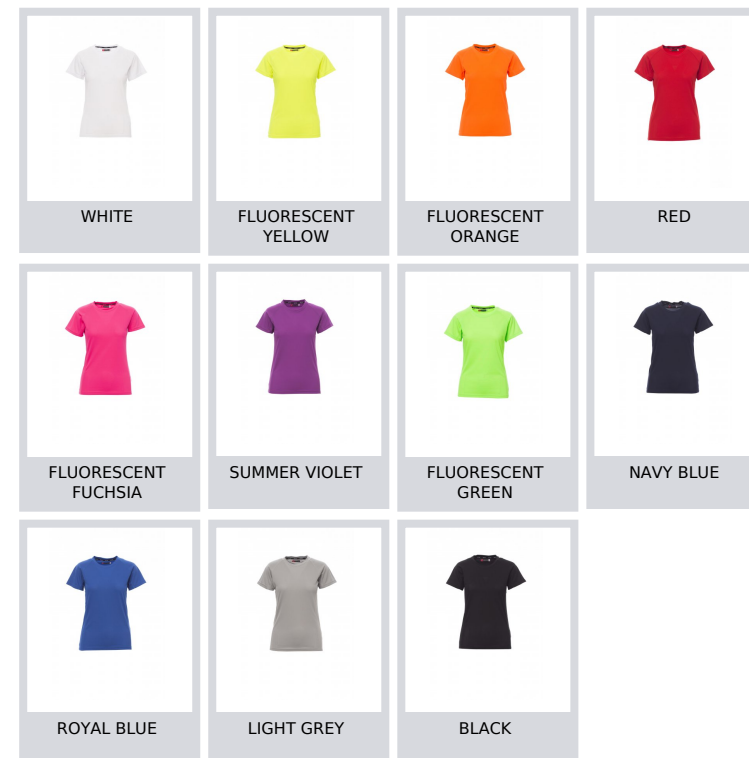 WHITE
FLUORESCENT
YELLOW
FLUORESCENT
ORANGE
RED
FLUORESCENT
FUCHSIA
SUMMER VIOLET
FLUORESCENT
GREEN
NAVY BLUE
ROYAL BLUE
LIGHT GREY
BLACK